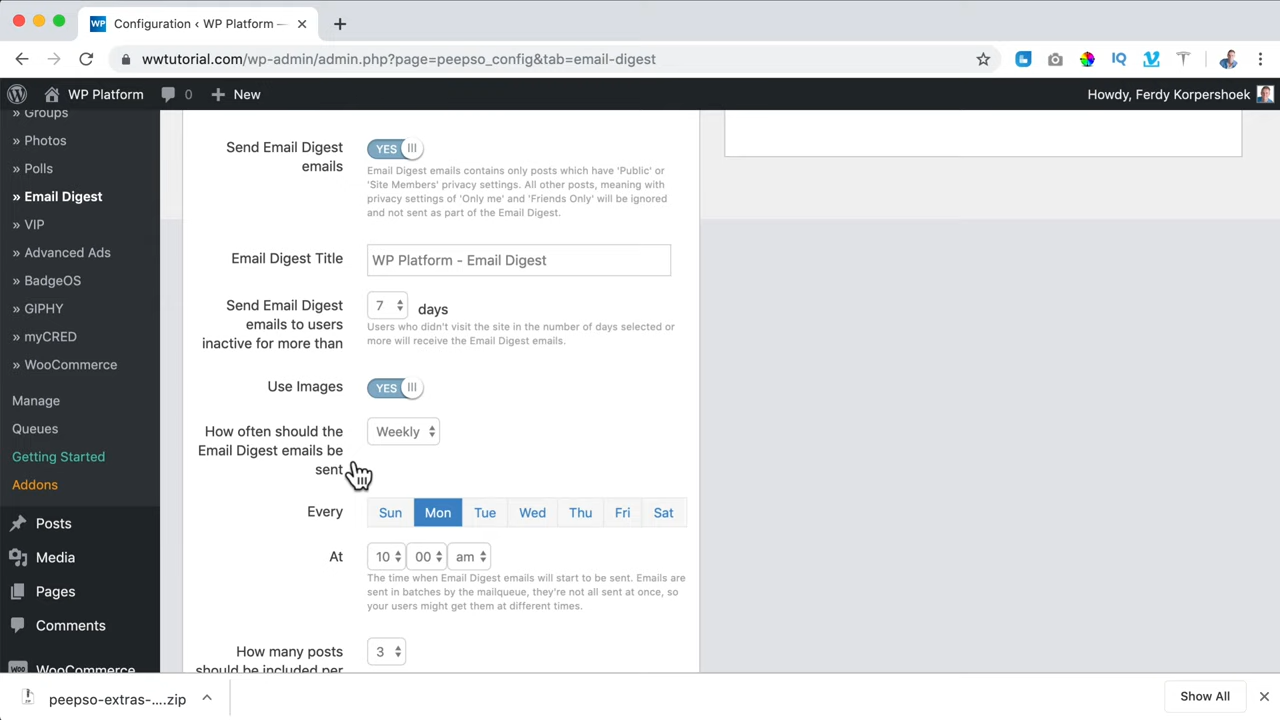 WP Configuration ‹ WP Platform —
wwtutorial.com/wp-admin/admin.php?page=peepso_config&tab=email-digest
WP Platform 0 New
Howdy, Ferdy Korpershoek
» Groups
» Photos
» Polls
» Email Digest
» VIP
» Advanced Ads
» BadgeOS
» GIPHY
» myCRED
» WooCommerce
Manage
Queues
Getting Started
Addons
Posts
Media
Pages
Comments
WooCommerce
Send Email Digest
emails
YES
Email Digest emails contains only posts which have 'Public' or
'Site Members' privacy settings. All other posts, meaning with
privacy settings of 'Only me' and 'Friends Only' will be ignored
and not sent as part of the Email Digest.
Email Digest Title
WP Platform - Email Digest
Send Email Digest
emails to users
inactive for more than
7 days
Users who didn't visit the site in the number of days selected or
more will receive the Email Digest emails.
Use Images
YES
How often should the
Email Digest emails be
sent
Weekly
Every
Sun Mon Tue Wed Thu Fri Sat
At
10 00 am
The time when Email Digest emails will start to be sent. Emails are
sent in batches by the mailqueue, they're not all sent at once, so
your users might get them at different times.
How many posts
should be included per
3
peepso-extras-....zip
Show All